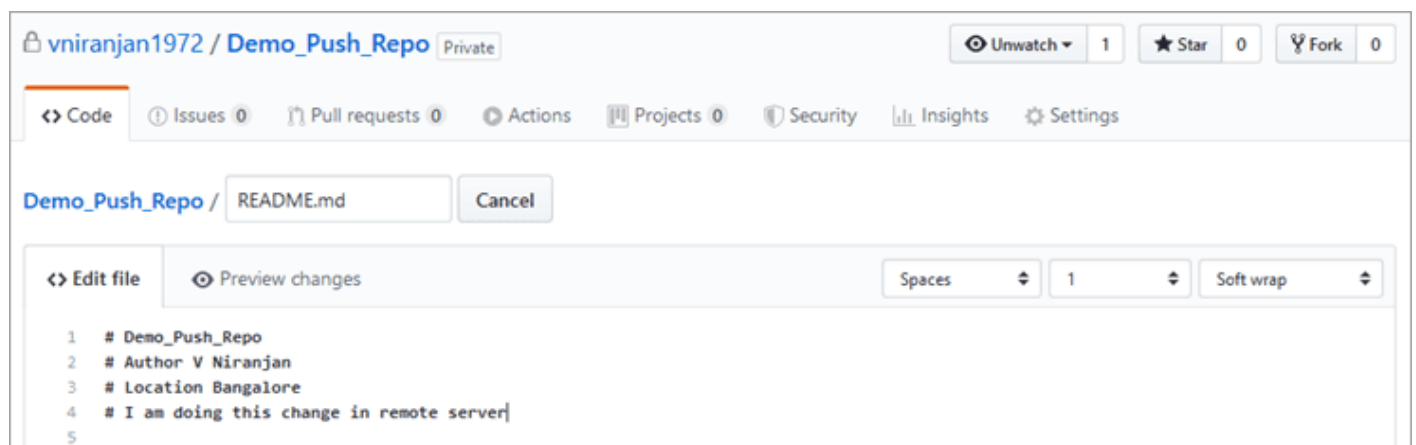 vniranjan1972 / Demo_Push_Repo Private Unwatch 1 Star 0 Fork 0
Code Issues 0 Pull requests 0 Actions Projects 0 Security Insights Settings
Demo_Push_Repo / README.md Cancel
<> Edit file Preview changes Spaces 1 Soft wrap
1 # Demo_Push_Repo
2 # Author V Niranjan
3 # Location Bangalore
4 # I am doing this change in remote server
5